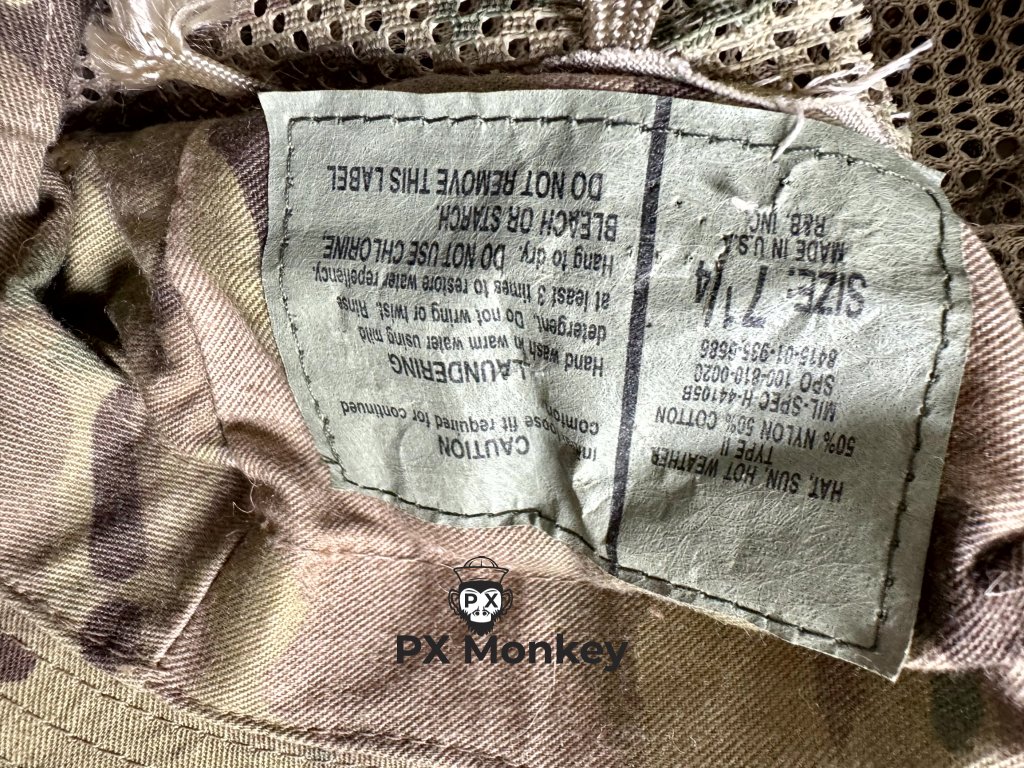 HAT, SUN, HOT WEATHER
TYPE II
50% NYLON 50% COTTON
MIL-SPEC H-44105B
SPO 100-810-0020
SIZE: 7 1/4
MADE IN U.S.A.
R&B INC.
CAUTION
fit required for continued
LAUNDERING
Hand wash in warm water using mild
detergent. Do not wring or twist. Rinse
at least 3 times to restore water repellency.
Hang to dry. DO NOT USE CHLORINE
BLEACH OR STARCH.
DO NOT REMOVE THIS LABEL
PX
PX Monkey